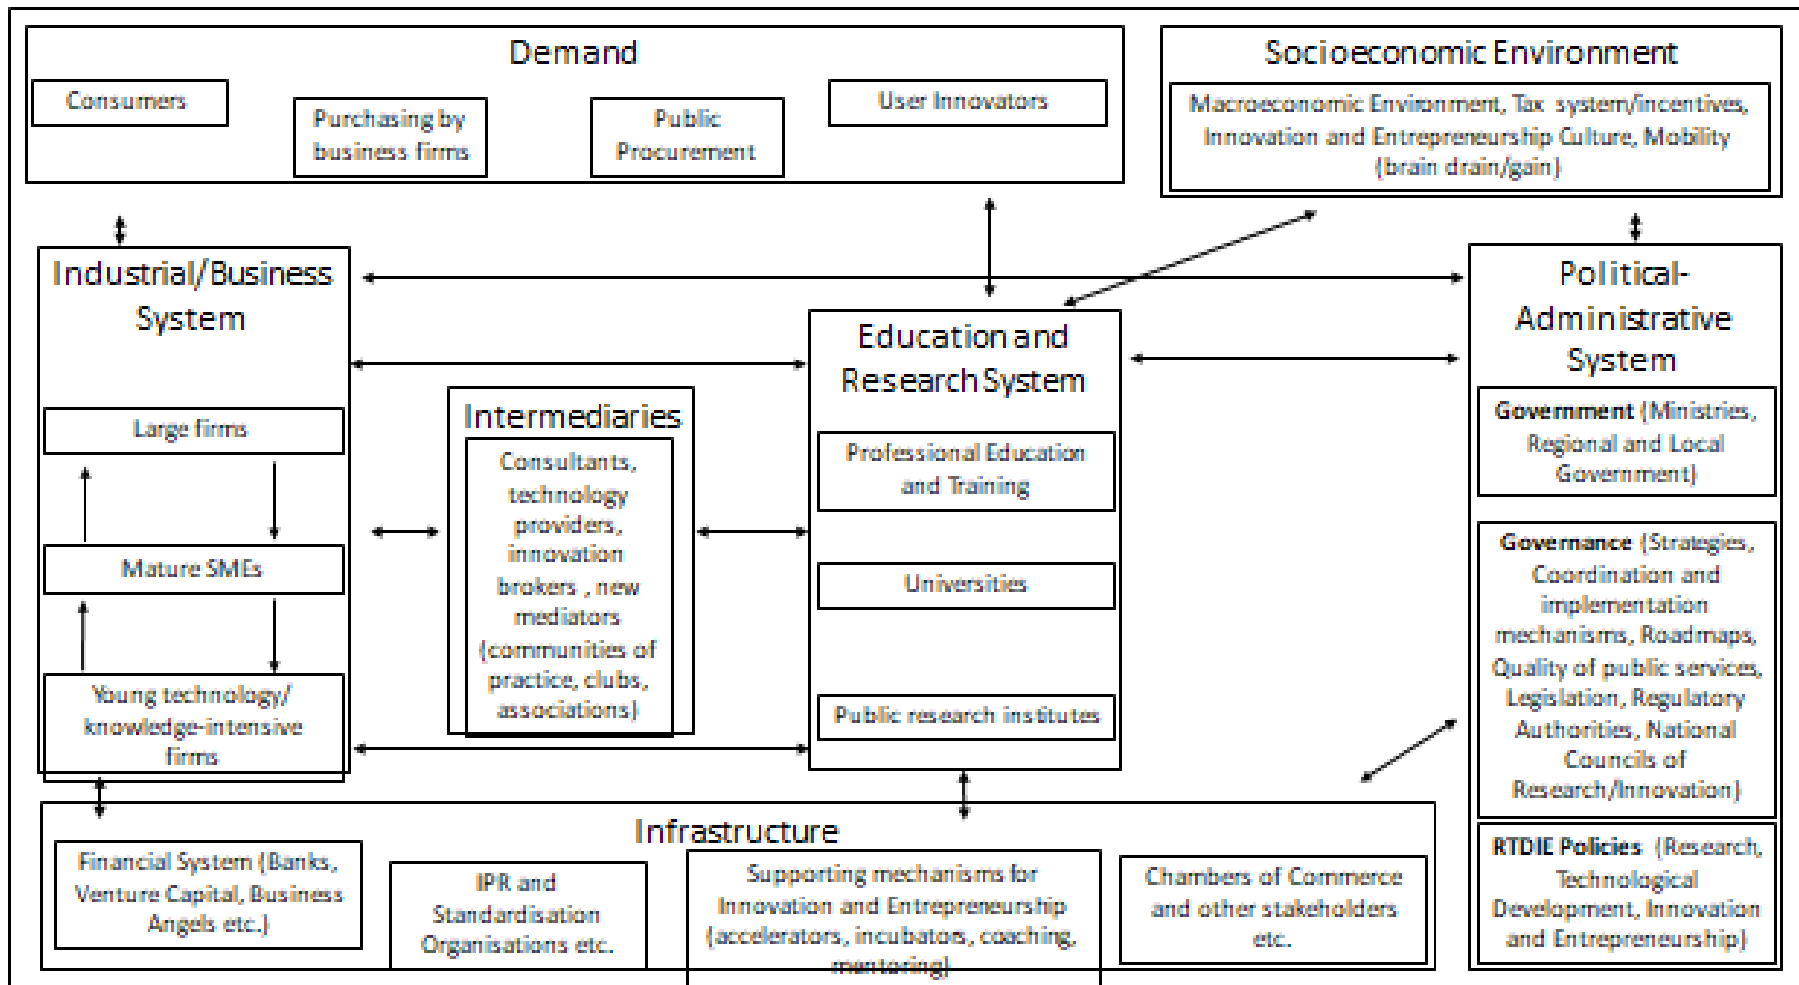 Demand
Consumers
Purchasing by
business firms
Public
Procurement
User Innovators
Socioeconomic Environment
Macroeconomic Environment, Tax system/incentives,
Innovation and Entrepreneurship Culture, Mobility
(brain drain/gain)
Industrial/Business
System
Large firms
Mature SMEs
Young technology/
knowledge-intensive
firms
Intermediaries
Consultants,
technology
providers,
innovation
brokers , new
mediators
(communities of
practice, clubs,
associations)
Education and
Research System
Professional Education
and Training
Universities
Public research institutes
Political-
Administrative
System
Government (Ministries,
Regional and Local
Government)
Governance (Strategies,
Coordination and
implementation
mechanisms, Roadmaps,
Quality of public services,
Legislation, Regulatory
Authorities, National
Councils of
Research/Innovation)
RTDIE Policies (Research,
Technological
Development, Innovation
and Entrepreneurship)
Infrastructure
Financial System (Banks,
Venture Capital, Business
Angels etc.)
IPR and
Standardisation
Organisations etc.
Supporting mechanisms for
Innovation and Entrepreneurship
(accelerators, incubators, coaching,
mentoring)
Chambers of Commerce
and other stakeholders
etc.